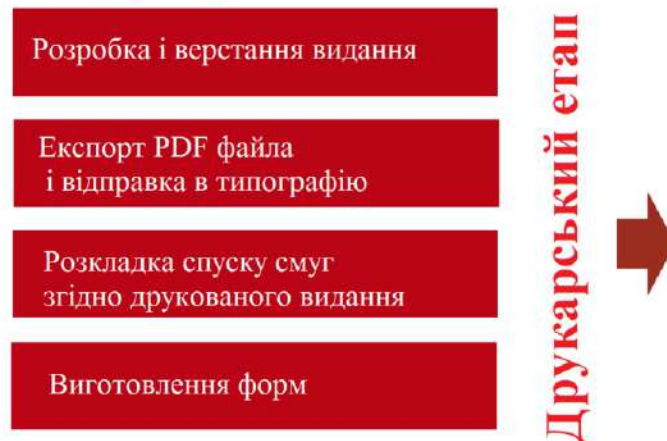 Розробка і верстання видання
Експорт PDF файла
і відправка в типографію
Розкладка спуску смуг
згідно друкованого видання
Виготовлення форм
Друкарський етап